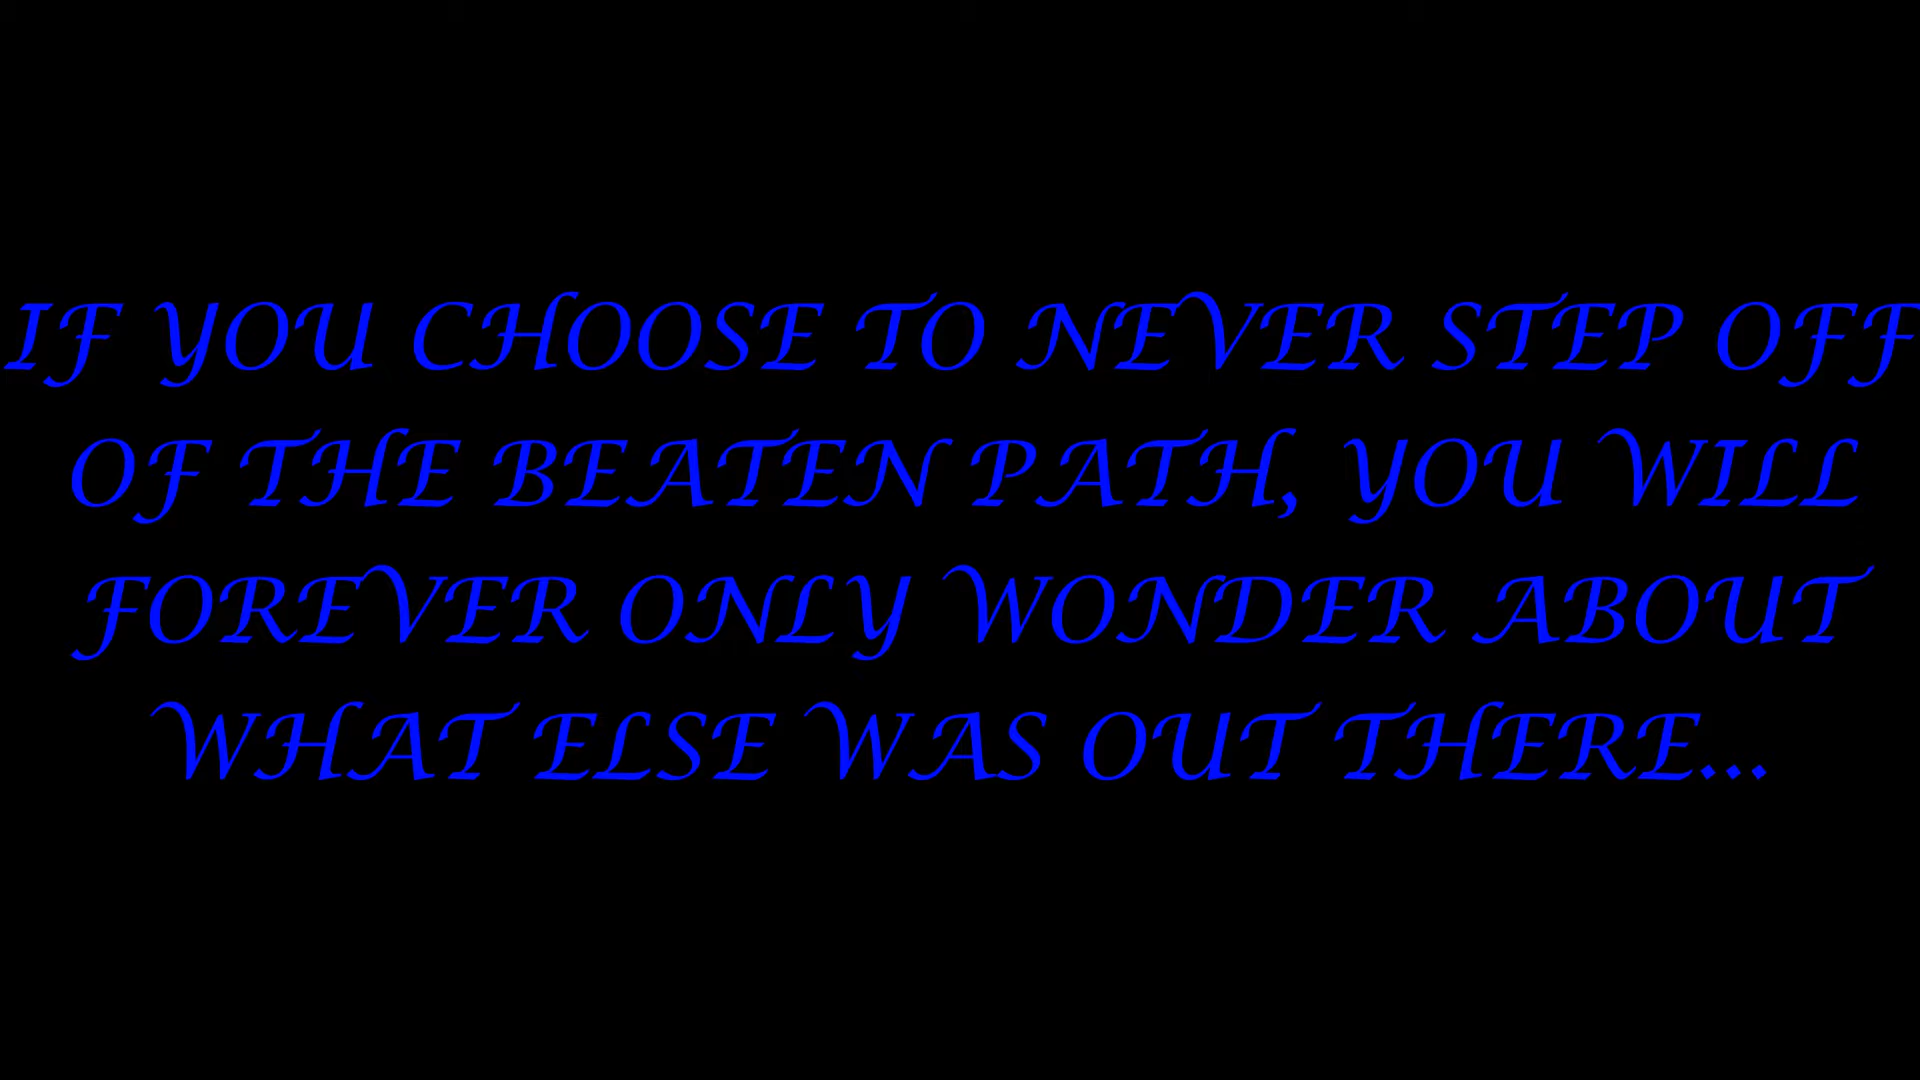 IF YOU CHOOSE TO NEVER STEP OFF
OF THE BEATEN PATH, YOU WILL
FOREVER ONLY WONDER ABOUT
WHAT ELSE WAS OUT THERE...